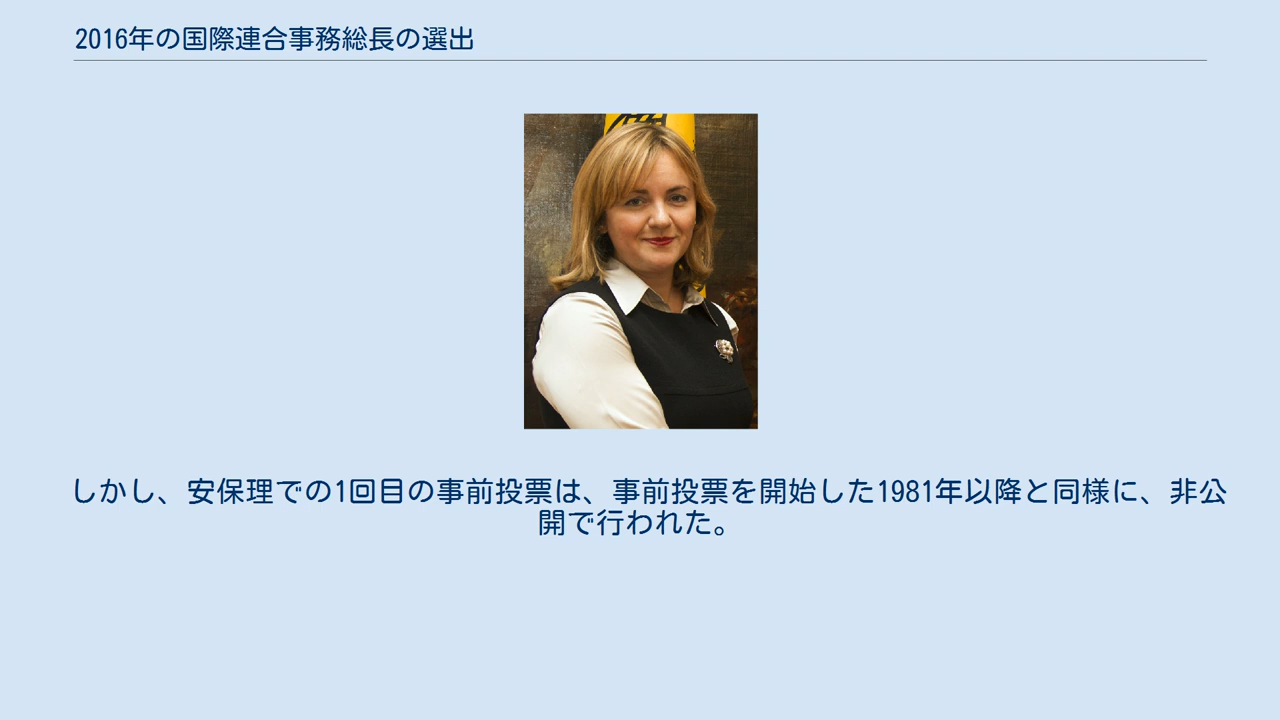 2016年の国際連合事務総長の選出
しかし、安保理での1回目の事前投票は、事前投票を開始した1981年以降と同様に、非公
開で行われた。